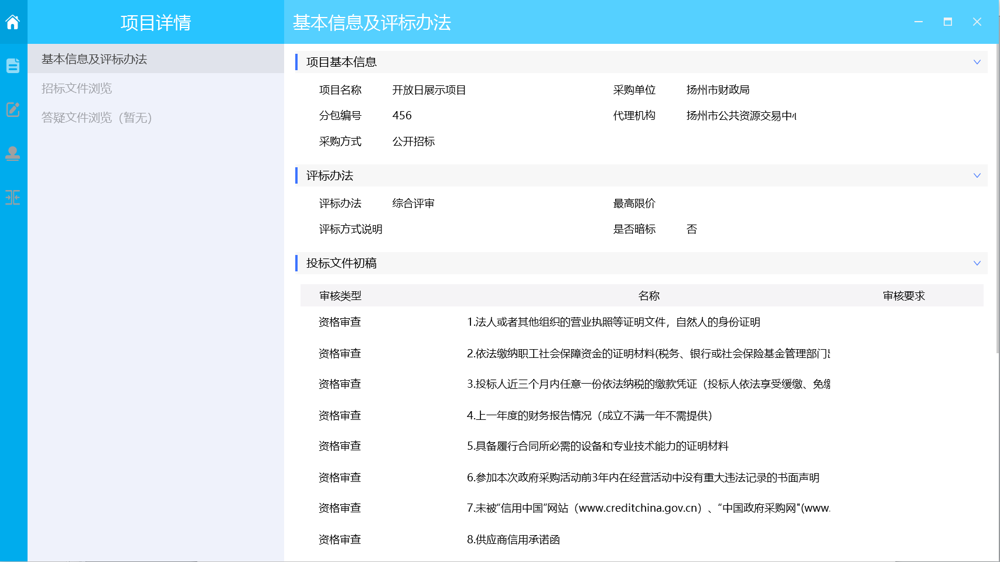 项目详情
基本信息及评标办法
基本信息及评标办法
招标文件浏览
答疑文件浏览（暂无）
项目基本信息
项目名称 开放日展示项目 采购单位 扬州市财政局
分包编号 456 代理机构 扬州市公共资源交易中
采购方式 公开招标
评标办法
评标办法 综合评审 最高限价
评标方式说明 是否暗标 否
投标文件初稿
审核类型 名称 审核要求
资格审查 1.法人或者其他组织的营业执照等证明文件，自然人的身份证明
资格审查 2.依法缴纳职工社会保障资金的证明材料(税务、银行或社会保险基金管理部门
资格审查 3.投标人近三个月内任意一份依法纳税的缴款凭证（投标人依法享受缓缴、免缴
资格审查 4.上一年度的财务报告情况（成立不满一年不需提供）
资格审查 5.具备履行合同所必需的设备和专业技术能力的证明材料
资格审查 6.参加本次政府采购活动前3年内在经营活动中没有重大违法记录的书面声明
资格审查 7.未被“信用中国”网站（www.creditchina.gov.cn）、“中国政府采购网"(www.
资格审查 8.供应商信用承诺函